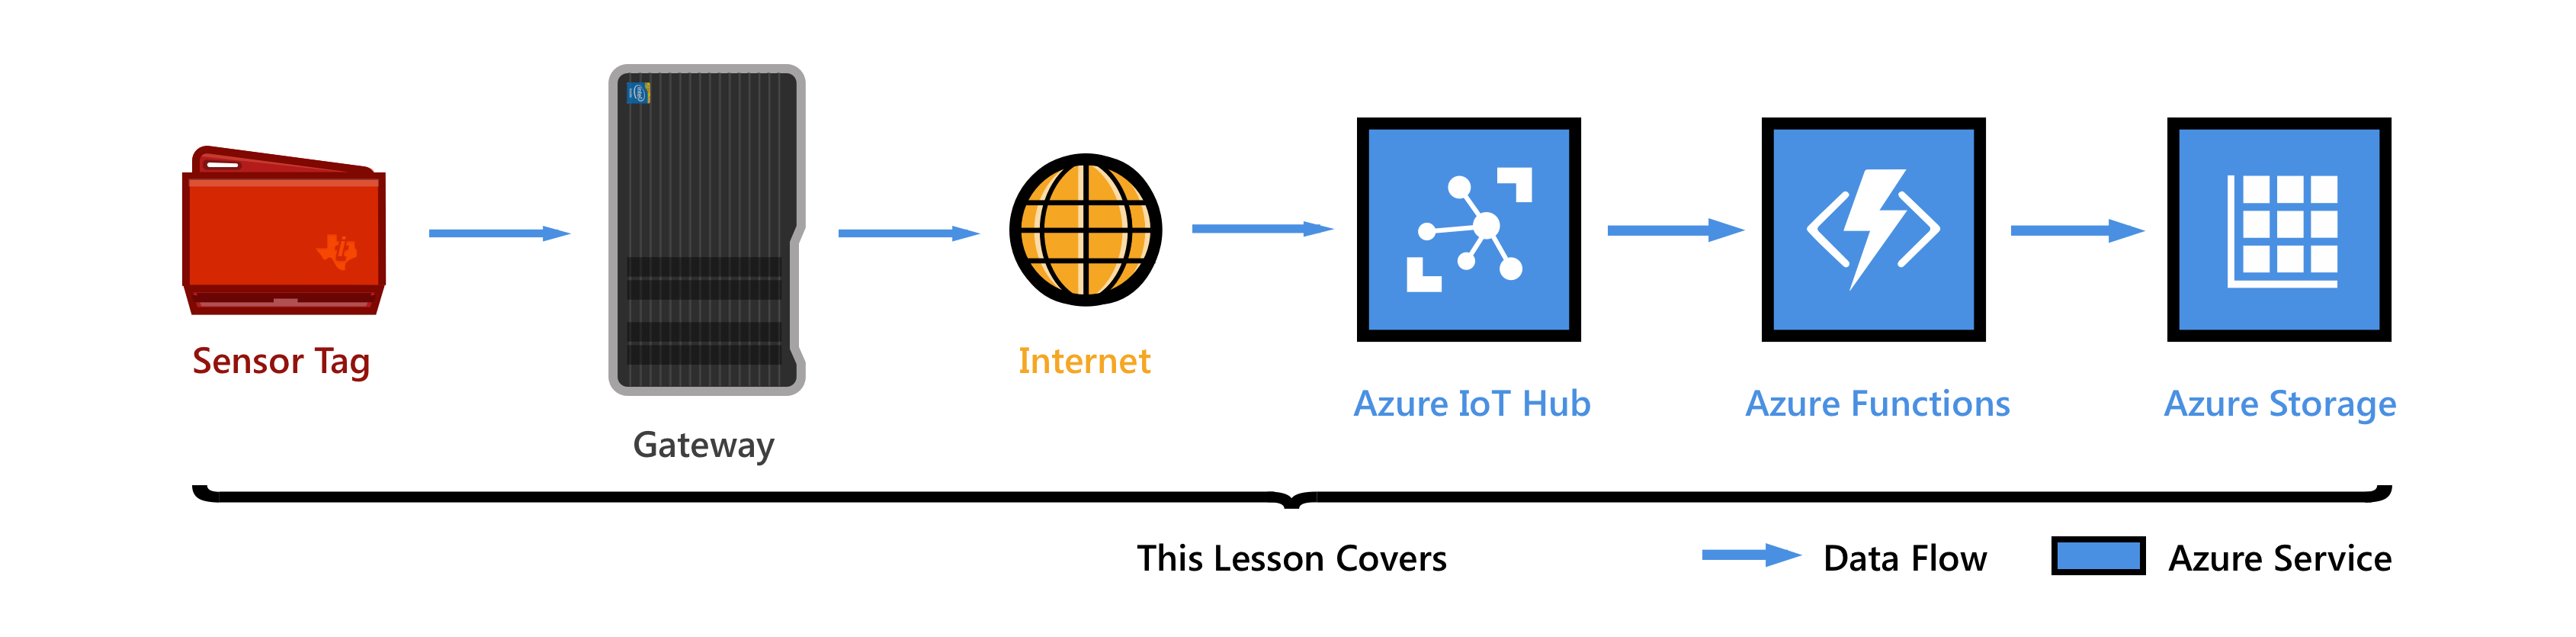 Sensor Tag
Gateway
Internet
Azure IoT Hub
Azure Functions
Azure Storage
This Lesson Covers
Data Flow
Azure Service